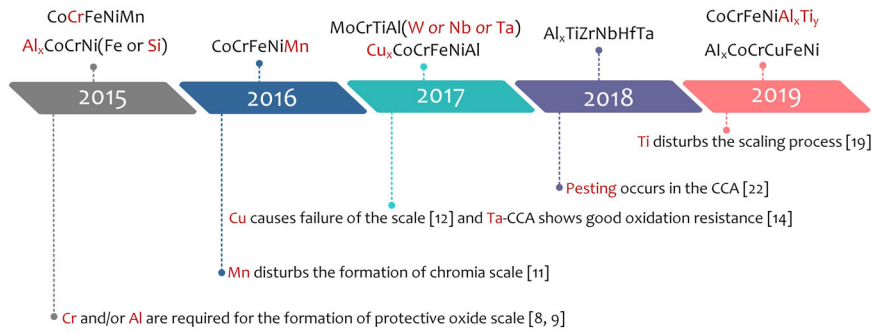 CoCrFeNiMn
AlxCoCrNi(Fe or Si)
CoCrFeNiMn
MoCrTiAl(W or Nb or Ta)
CuxCoCrFeNiAl
AlxTiZrNbHfTa
CoCrFeNiAlxTiy
AlxCoCrCuFeNi
2015
2016
2017
2018
2019
Ti disturbs the scaling process [19]
Pesting occurs in the CCA [22]
Cu causes failure of the scale [12] and Ta-CCA shows good oxidation resistance [14]
Mn disturbs the formation of chromia scale [11]
Cr and/or Al are required for the formation of protective oxide scale [8, 9]